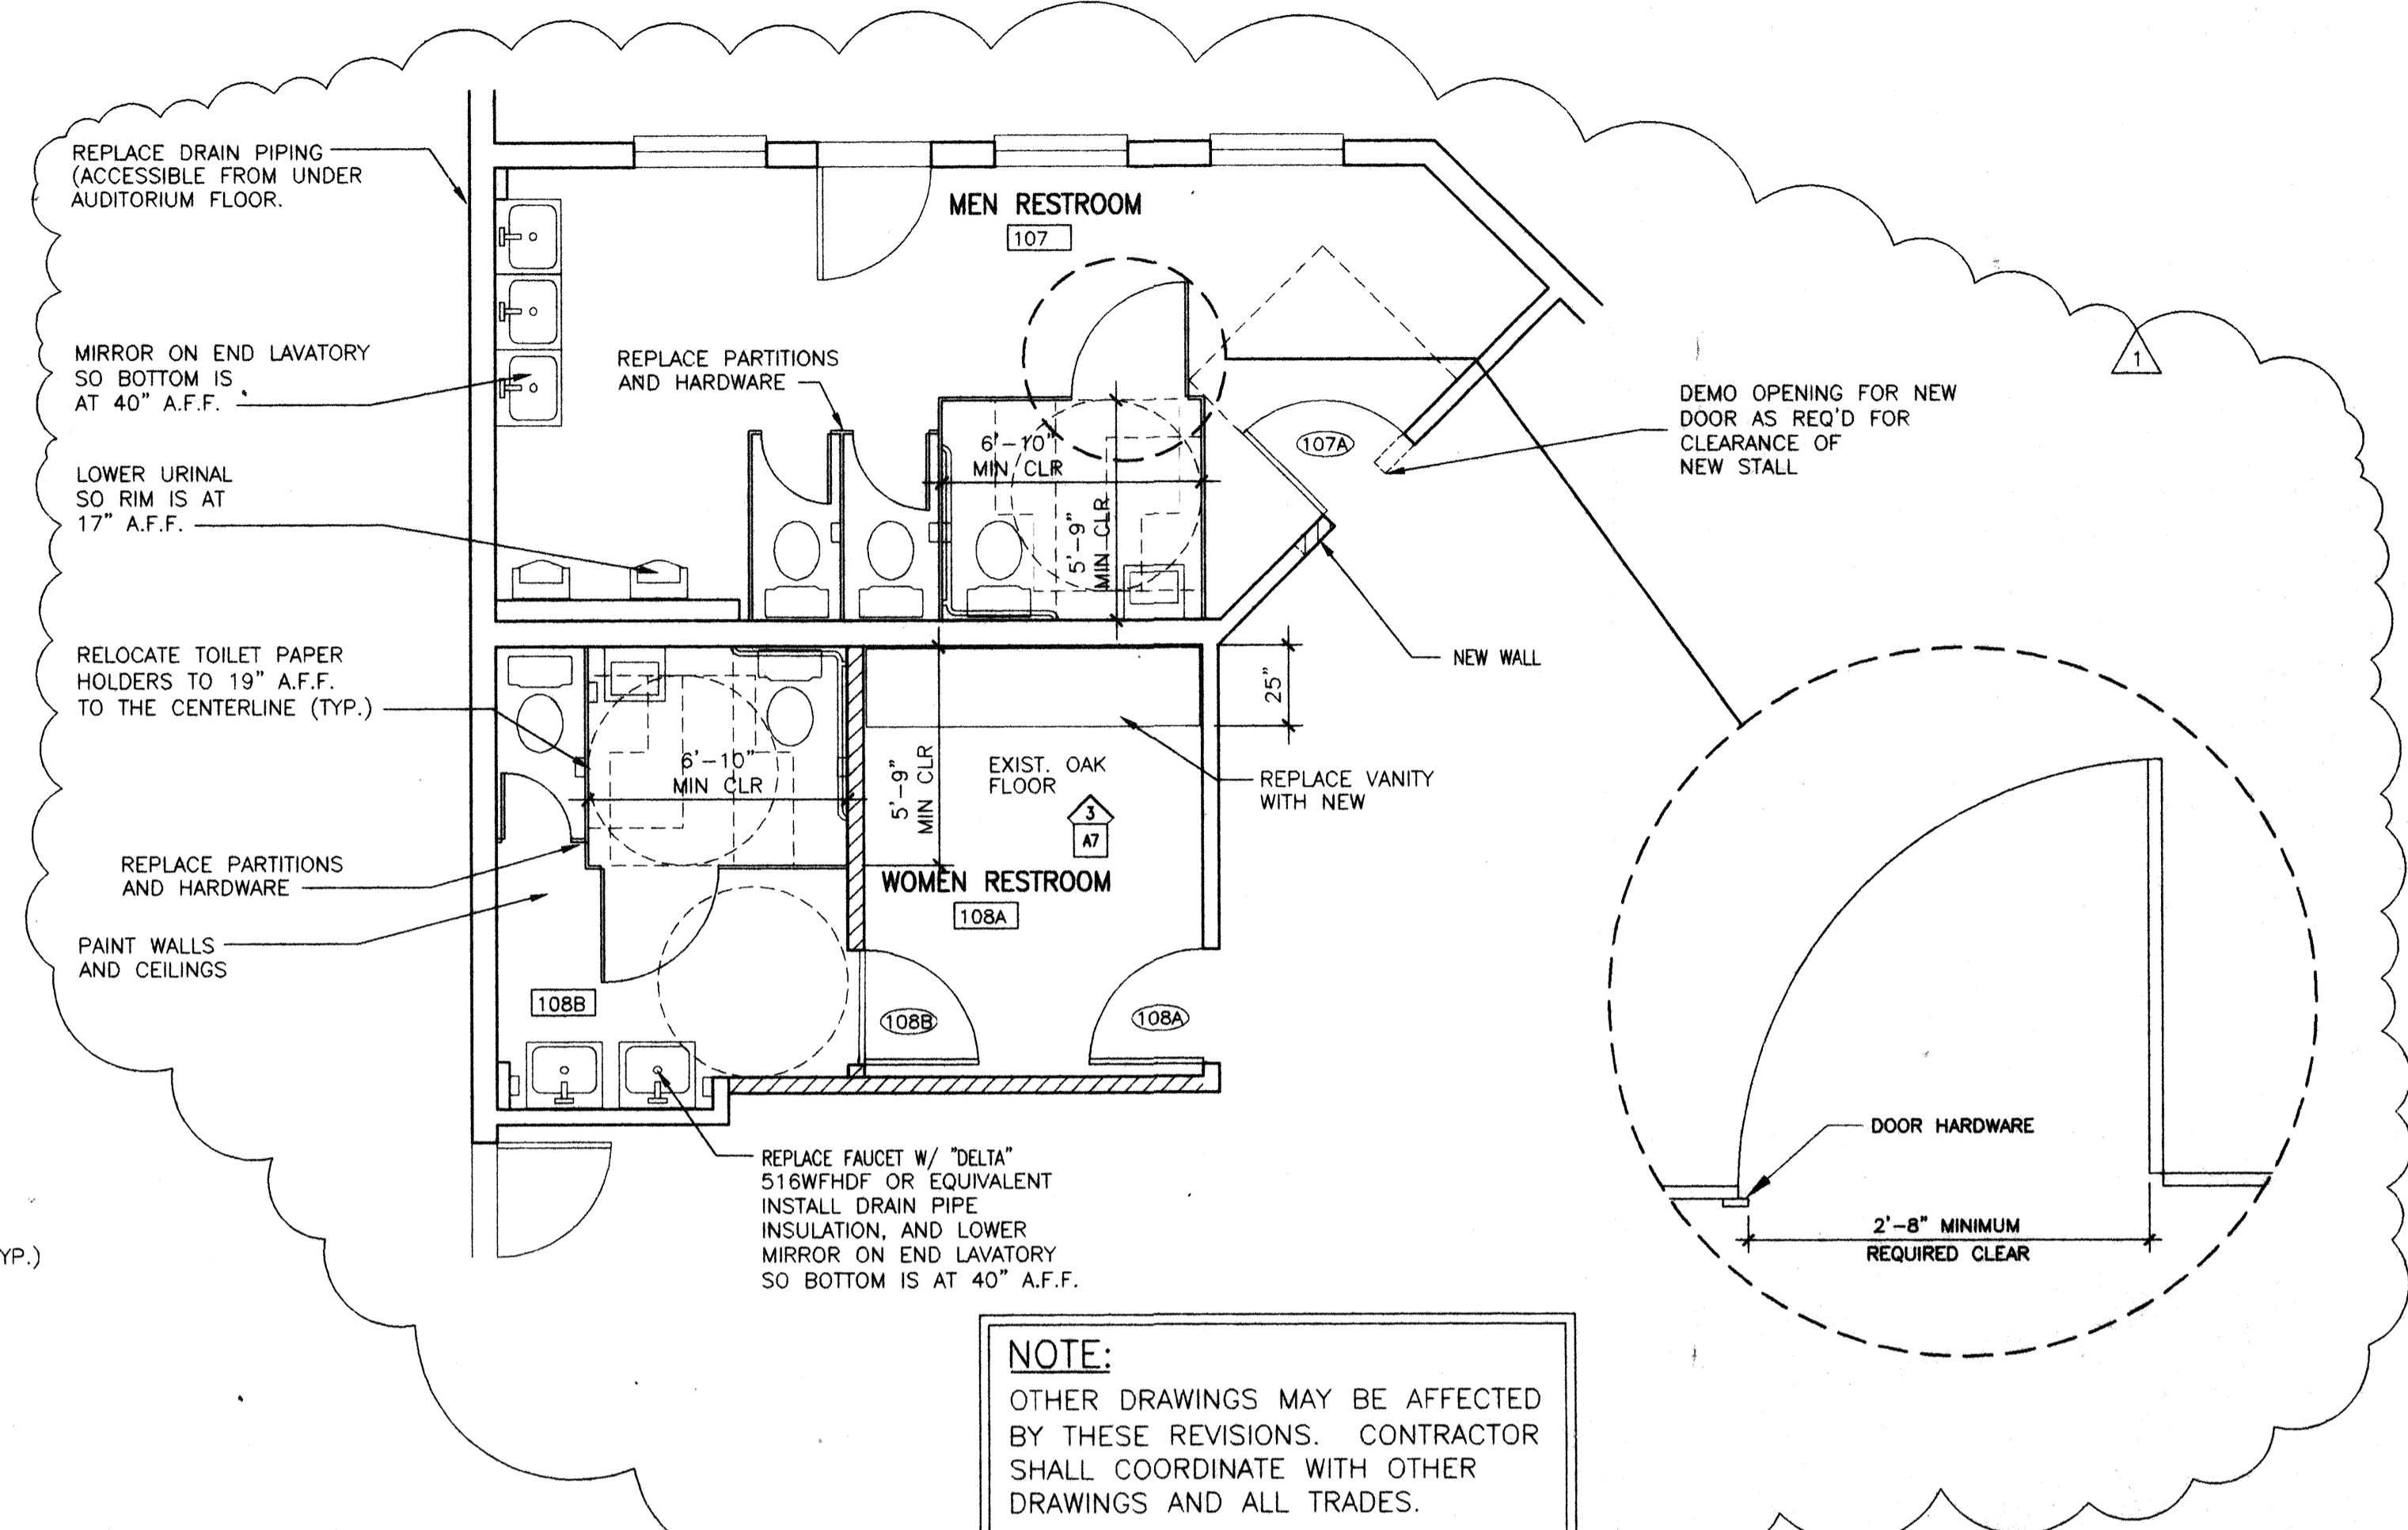 REPLACE DRAIN PIPING
(ACCESSIBLE FROM UNDER
AUDITORIUM FLOOR.
MEN RESTROOM
107
MIRROR ON END LAVATORY
SO BOTTOM IS
AT 40" A.F.F.
REPLACE PARTITIONS
AND HARDWARE
1
DEMO OPENING FOR NEW
DOOR AS REQ'D FOR
CLEARANCE OF
NEW STALL
107A
6'-10"
MIN CLR
5'-9"
MIN CLR
LOWER URINAL
SO RIM IS AT
17" A.F.F.
NEW WALL
RELOCATE TOILET PAPER
HOLDERS TO 19" A.F.F.
TO THE CENTERLINE (TYP.)
25"
6'-10"
MIN CLR
5'-9"
MIN CLR
EXIST. OAK
FLOOR
3
A7
REPLACE VANITY
WITH NEW
REPLACE PARTITIONS
AND HARDWARE
WOMEN RESTROOM
108A
PAINT WALLS
AND CEILINGS
108B
108B
108A
DOOR HARDWARE
2'-8" MINIMUM
REQUIRED CLEAR
REPLACE FAUCET W/ "DELTA"
516WFHDF OR EQUIVALENT
INSTALL DRAIN PIPE
INSULATION, AND LOWER
MIRROR ON END LAVATORY
SO BOTTOM IS AT 40" A.F.F.
YP.)
NOTE:
OTHER DRAWINGS MAY BE AFFECTED
BY THESE REVISIONS. CONTRACTOR
SHALL COORDINATE WITH OTHER
DRAWINGS AND ALL TRADES.